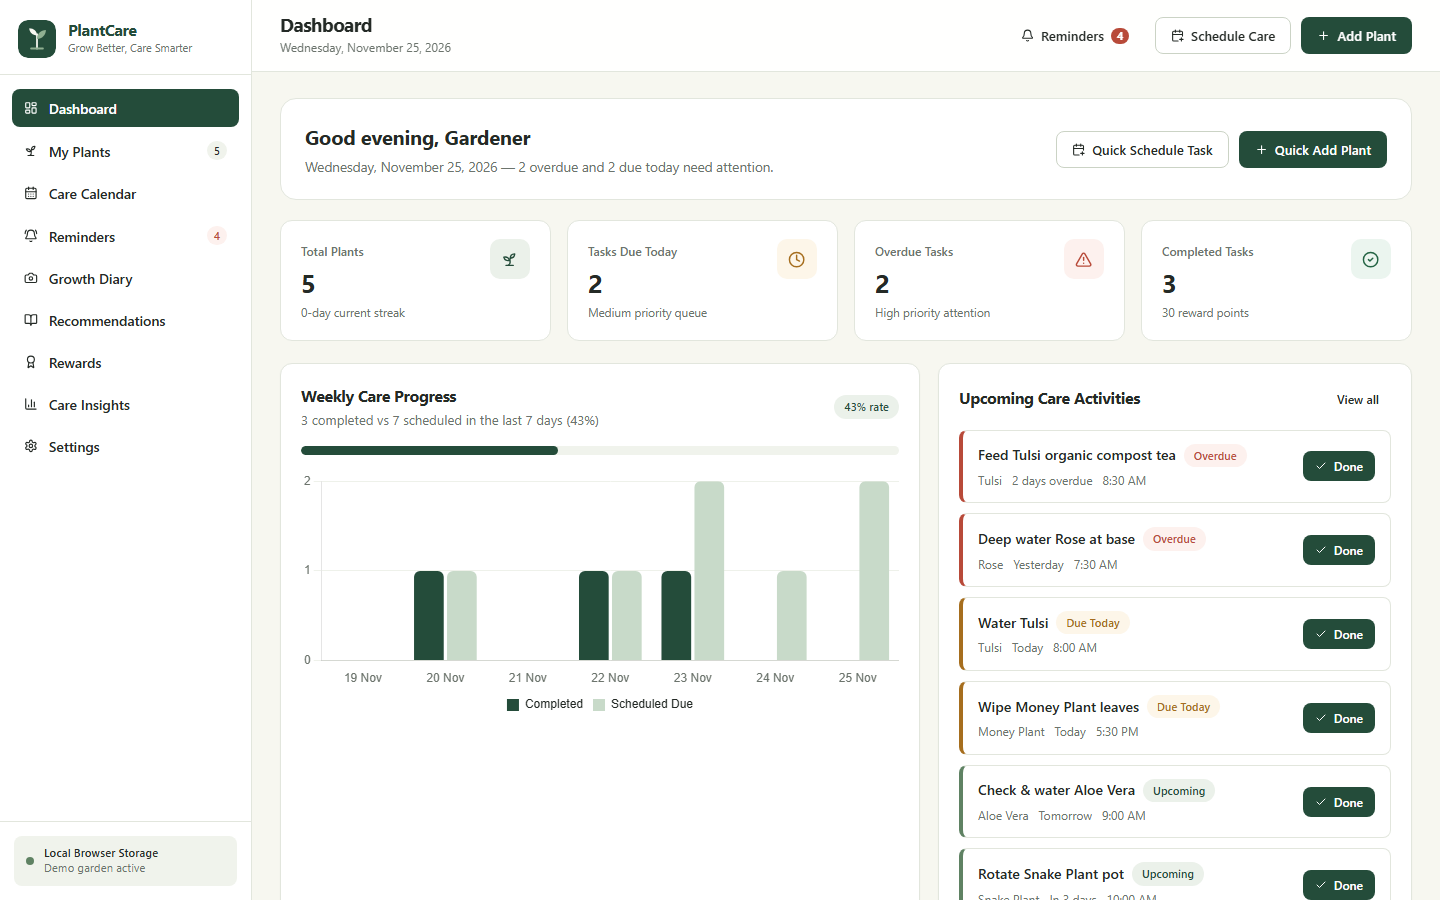 PlantCare
Grow Better, Care Smarter
Dashboard
My Plants 5
Care Calendar
Reminders 4
Growth Diary
Recommendations
Rewards
Care Insights
Settings
Local Browser Storage
Demo garden active
Dashboard
Wednesday, November 25, 2026
Reminders 4
Schedule Care
Add Plant
Good evening, Gardener
Wednesday, November 25, 2026 — 2 overdue and 2 due today need attention.
Quick Schedule Task
Quick Add Plant
Total Plants
5
0-day current streak
Tasks Due Today
2
Medium priority queue
Overdue Tasks
2
High priority attention
Completed Tasks
3
30 reward points
Weekly Care Progress
3 completed vs 7 scheduled in the last 7 days (43%)
43% rate
2
1
0
19 Nov 20 Nov 21 Nov 22 Nov 23 Nov 24 Nov 25 Nov
Completed Scheduled Due
Upcoming Care Activities
View all
Feed Tulsi organic compost tea Overdue
Tulsi 2 days overdue 8:30 AM
Done
Deep water Rose at base Overdue
Rose Yesterday 7:30 AM
Done
Water Tulsi Due Today
Tulsi Today 8:00 AM
Done
Wipe Money Plant leaves Due Today
Money Plant Today 5:30 PM
Done
Check & water Aloe Vera Upcoming
Aloe Vera Tomorrow 9:00 AM
Done
Rotate Snake Plant pot Upcoming
Snake Plant In 3 days 10:00 AM
Done